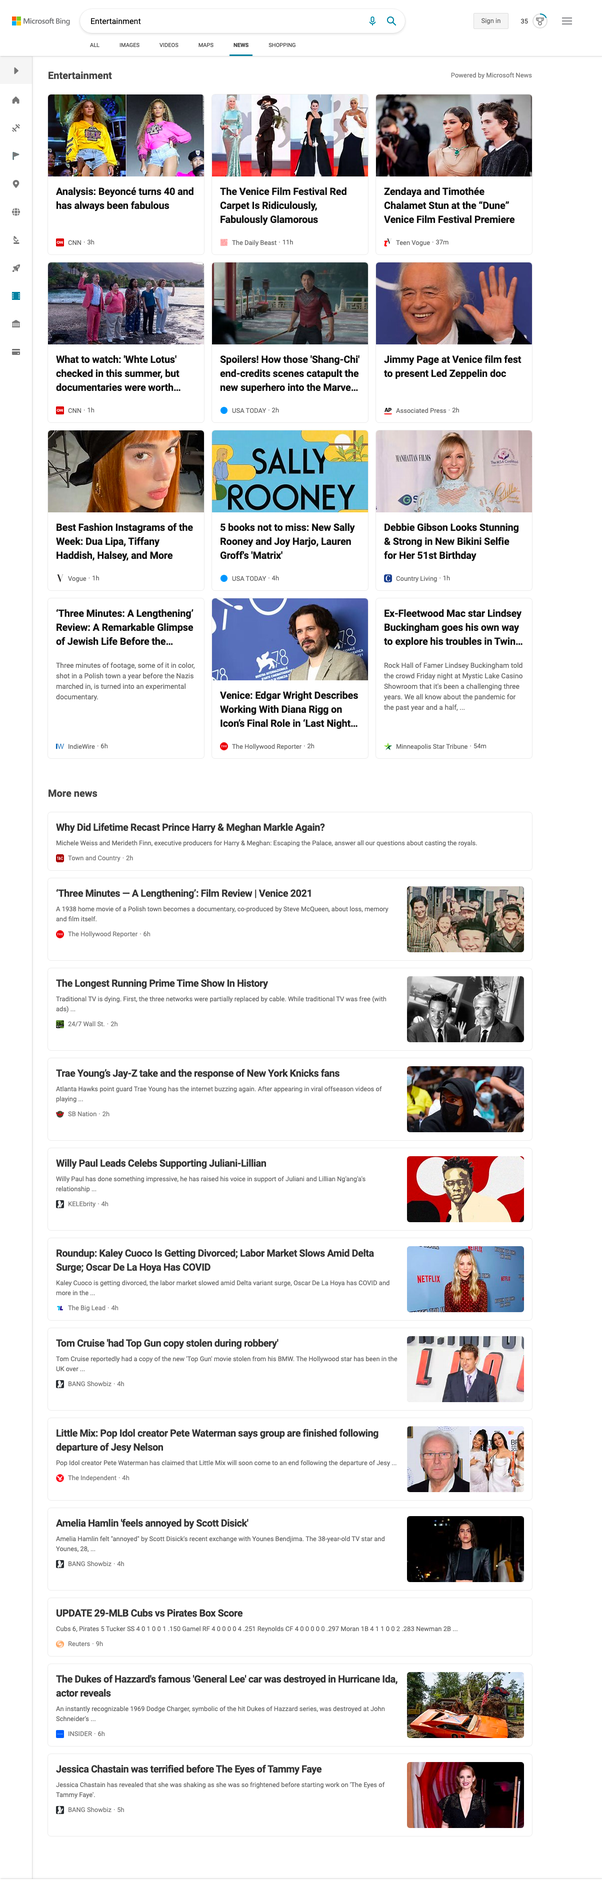 Microsoft Bing
Entertainment
Sign in
35
ALL
IMAGES
VIDEOS
MAPS
NEWS
SHOPPING
Entertainment
Powered by Microsoft News
Analysis: Beyoncé turns 40 and
has always been fabulous
CNN · 3h
The Venice Film Festival Red
Carpet Is Ridiculously,
Fabulously Glamorous
The Daily Beast · 11h
Zendaya and Timothée
Chalamet Stun at the “Dune”
Venice Film Festival Premiere
Teen Vogue · 37m
What to watch: 'Whte Lotus'
checked in this summer, but
documentaries were worth...
CNN · 1h
Spoilers! How those 'Shang-Chi'
end-credits scenes catapult the
new superhero into the Marve...
USA TODAY · 2h
Jimmy Page at Venice film fest
to present Led Zeppelin doc
AP
Associated Press · 2h
Best Fashion Instagrams of the
Week: Dua Lipa, Tiffany
Haddish, Halsey, and More
Vogue · 1h
SALLY
ROONEY
5 books not to miss: New Sally
Rooney and Joy Harjo, Lauren
Groff's 'Matrix'
USA TODAY · 4h
MANHATTAN FILMS
Debbie Gibson Looks Stunning
& Strong in New Bikini Selfie
for Her 51st Birthday
Country Living · 1h
‘Three Minutes: A Lengthening’
Review: A Remarkable Glimpse
of Jewish Life Before the...
Three minutes of footage, some of it in color,
shot in a Polish town a year before the Nazis
marched in, is turned into an experimental
documentary.
IW
IndieWire · 6h
78
Venice: Edgar Wright Describes
Working With Diana Rigg on
Icon’s Final Role in ‘Last Night...
The Hollywood Reporter · 2h
Ex-Fleetwood Mac star Lindsey
Buckingham goes his own way
to explore his troubles in Twin...
Rock Hall of Famer Lindsey Buckingham told
the crowd Friday night at Mystic Lake Casino
Showroom that it's been a challenging three
years. We all know about the pandemic for
the past year and a half, ...
Minneapolis Star Tribune · 54m
More news
Why Did Lifetime Recast Prince Harry & Meghan Markle Again?
Michele Weiss and Merideth Finn, executive producers for Harry & Meghan: Escaping the Palace, answer all our questions about casting the royals.
Town and Country · 2h
‘Three Minutes — A Lengthening’: Film Review | Venice 2021
A 1938 home movie of a Polish town becomes a documentary, co-produced by Steve McQueen, about loss, memory
and film itself.
The Hollywood Reporter · 6h
The Longest Running Prime Time Show In History
Traditional TV is dying. First, the three networks were partially replaced by cable. While traditional TV was free (with
ads) ...
24/7 Wall St. · 2h
Trae Young’s Jay-Z take and the response of New York Knicks fans
Atlanta Hawks point guard Trae Young has the internet buzzing again. After appearing in viral offseason videos of
playing ...
SB Nation · 2h
Willy Paul Leads Celebs Supporting Juliani-Lillian
Willy Paul has done something impressive, he has raised his voice in support of Juliani and Lillian Ng'ang'a's
relationship ...
KELEbrity · 4h
Roundup: Kaley Cuoco Is Getting Divorced; Labor Market Slows Amid Delta
Surge; Oscar De La Hoya Has COVID
Kaley Cuoco is getting divorced, the labor market slowed amid Delta variant surge, Oscar De La Hoya has COVID and
more in the ...
The Big Lead · 4h
NETFLIX
Tom Cruise 'had Top Gun copy stolen during robbery'
Tom Cruise reportedly had a copy of the new 'Top Gun' movie stolen from his BMW. The Hollywood star has been in the
UK over ...
BANG Showbiz · 4h
Little Mix: Pop Idol creator Pete Waterman says group are finished following
departure of Jesy Nelson
Pop Idol creator Pete Waterman has claimed that Little Mix will soon come to an end following the departure of Jesy ...
The Independent · 4h
Amelia Hamlin 'feels annoyed by Scott Disick'
Amelia Hamlin felt "annoyed" by Scott Disick's recent exchange with Younes Bendjima. The 38-year-old TV star and
Younes, 28, ...
BANG Showbiz · 4h
UPDATE 29-MLB Cubs vs Pirates Box Score
Cubs 6, Pirates 5 Tucker SS 4 0 1 0 0 1 .150 Gamel RF 4 0 0 0 0 4 .251 Reynolds CF 4 0 0 0 0 0 .297 Moran 1B 4 1 1 0 0 2 .283 Newman 2B ...
Reuters · 9h
The Dukes of Hazzard's famous 'General Lee' car was destroyed in Hurricane Ida,
actor reveals
An instantly recognizable 1969 Dodge Charger, symbolic of the hit Dukes of Hazzard series, was destroyed at John
Schneider's ...
INSIDER · 6h
Jessica Chastain was terrified before The Eyes of Tammy Faye
Jessica Chastain has revealed that she was shaking as she was so frightened before starting work on 'The Eyes of
Tammy Faye'.
BANG Showbiz · 5h